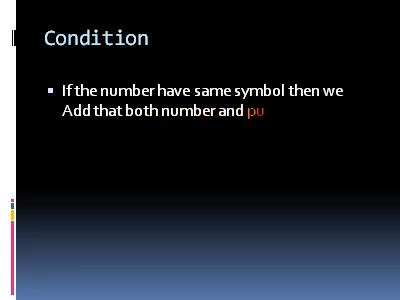 Condition
If the number have same symbol then we
Add that both number and pu